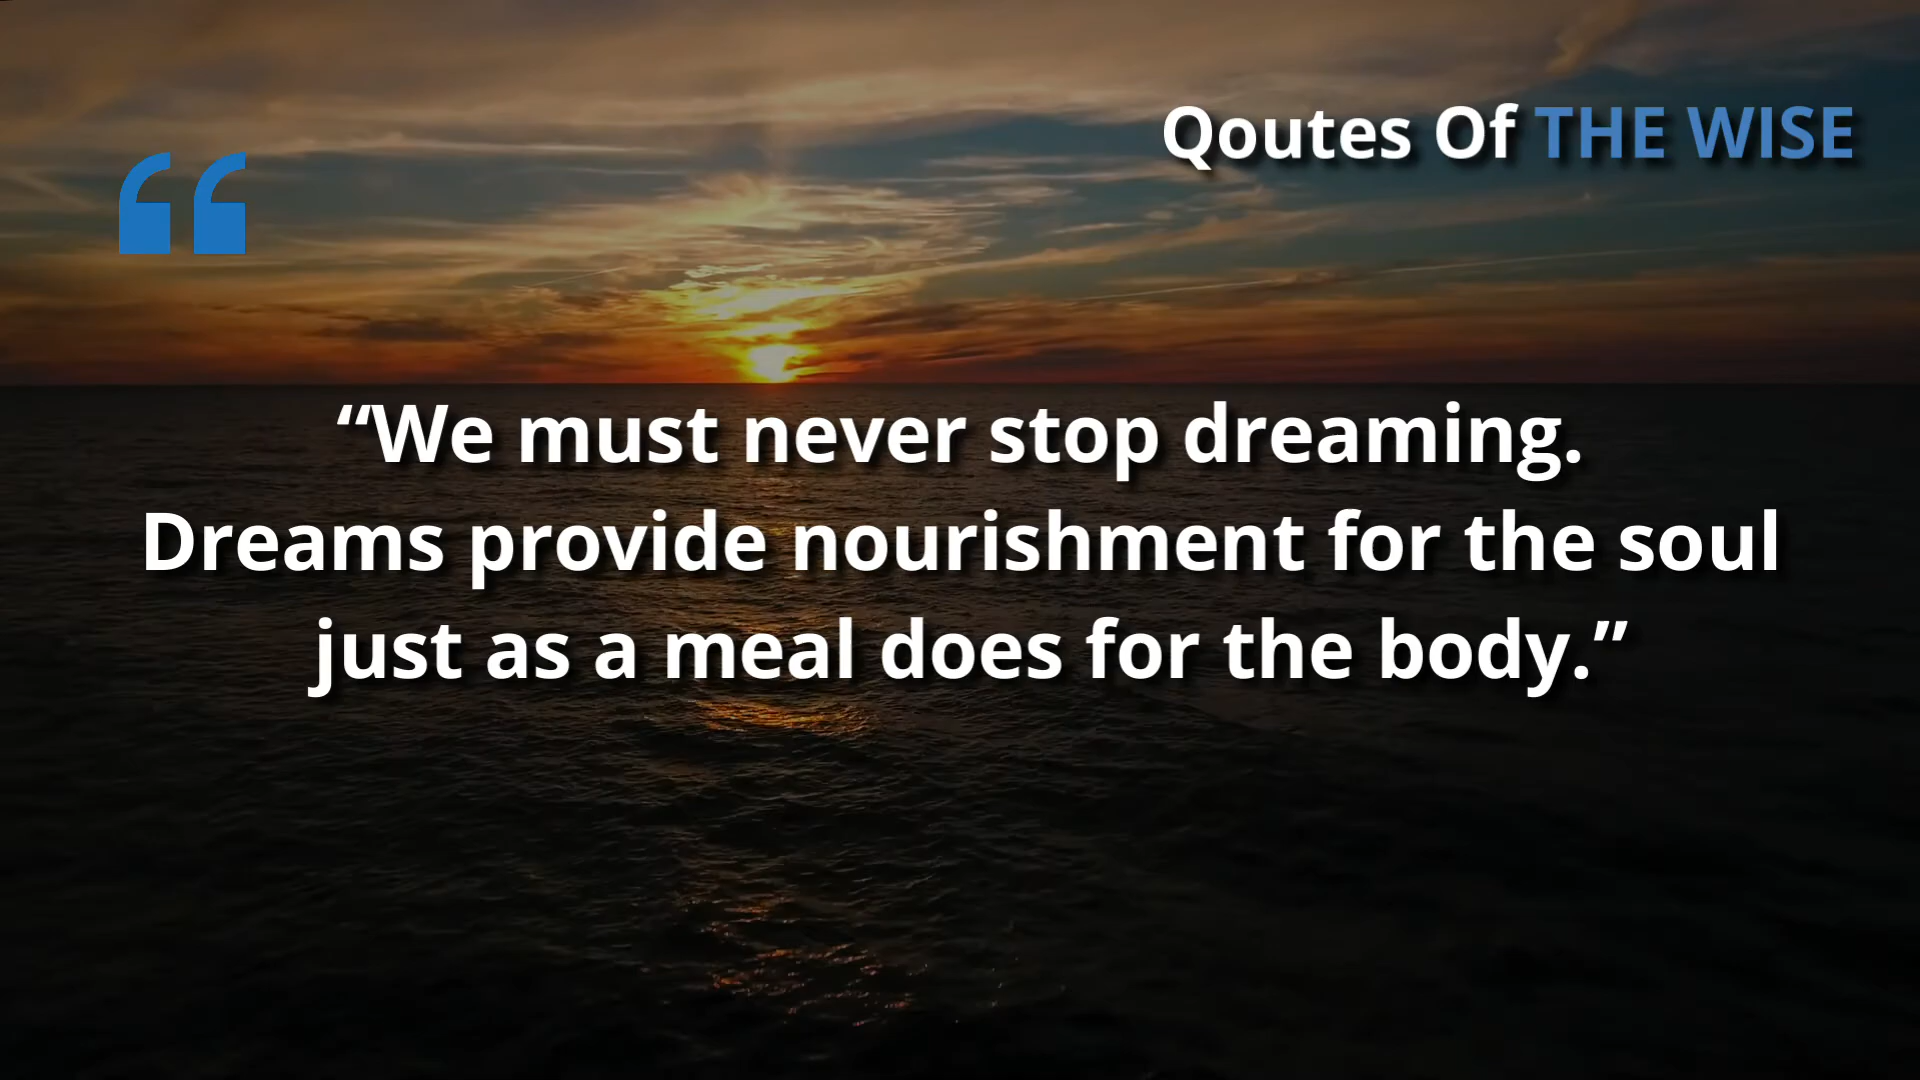 Qoutes Of THE WISE
“We must never stop dreaming.
Dreams provide nourishment for the soul
just as a meal does for the body.”